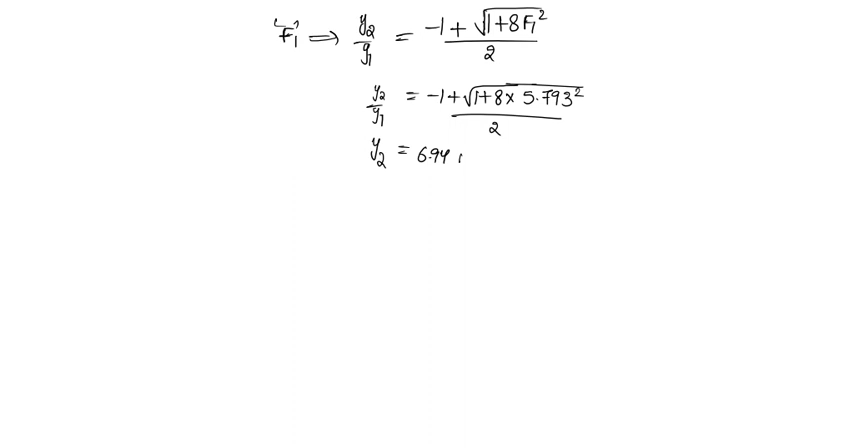 'F₁' ⟹ y₂/y₁ = (-1 + √(1+8F₁²))/2
y₂/y₁ = (-1 + √(1+8× 5.793²))/2
y₂ = 6.94